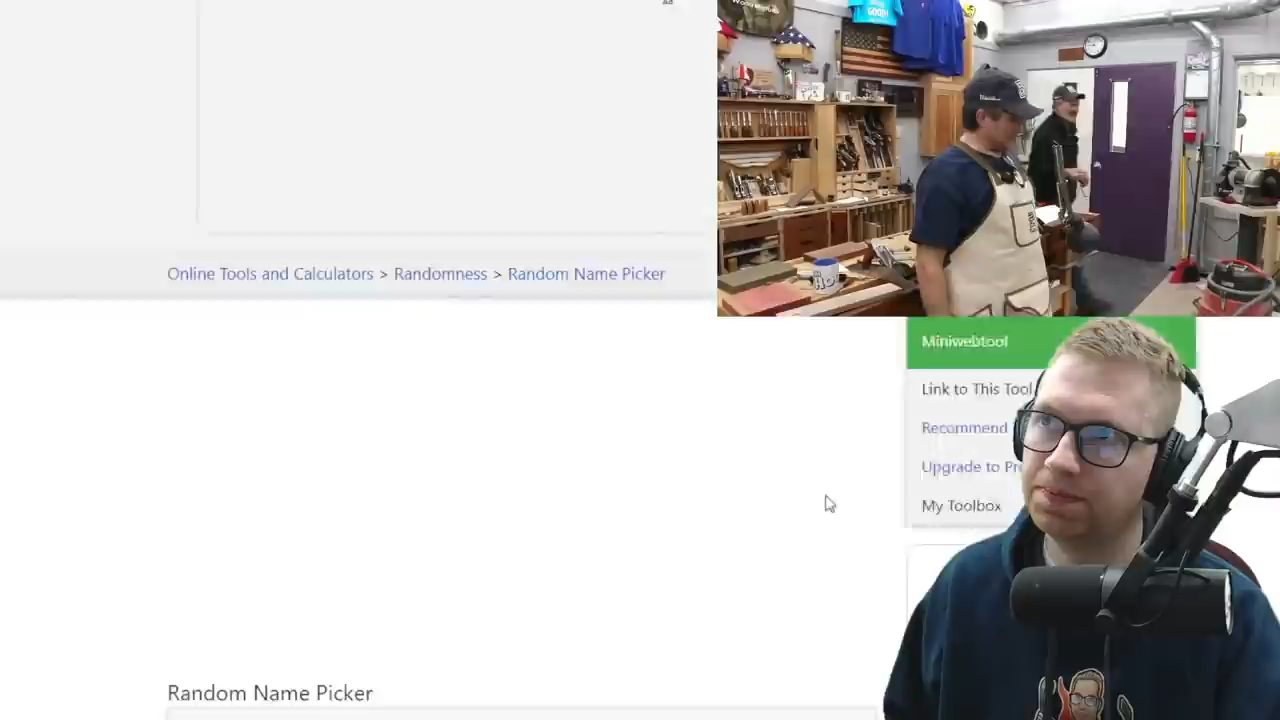 Online Tools and Calculators > Randomness > Random Name Picker
Miniwebtool
Link to This Tool
Recommend
Upgrade to Pr
My Toolbox
Random Name Picker